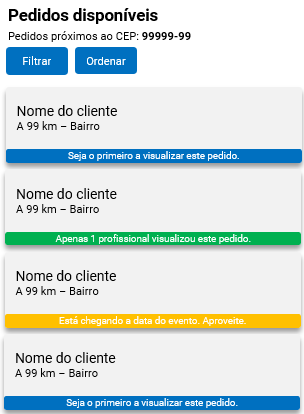 Pedidos disponíveis
Pedidos próximos ao CEP: 99999-99
Filtrar
Ordenar
Nome do cliente
A 99 km – Bairro
Seja o primeiro a visualizar este pedido.
Nome do cliente
A 99 km – Bairro
Apenas 1 profissional visualizou este pedido.
Nome do cliente
A 99 km – Bairro
Está chegando a data do evento. Aproveite.
Nome do cliente
A 99 km – Bairro
Seja o primeiro a visualizar este pedido.